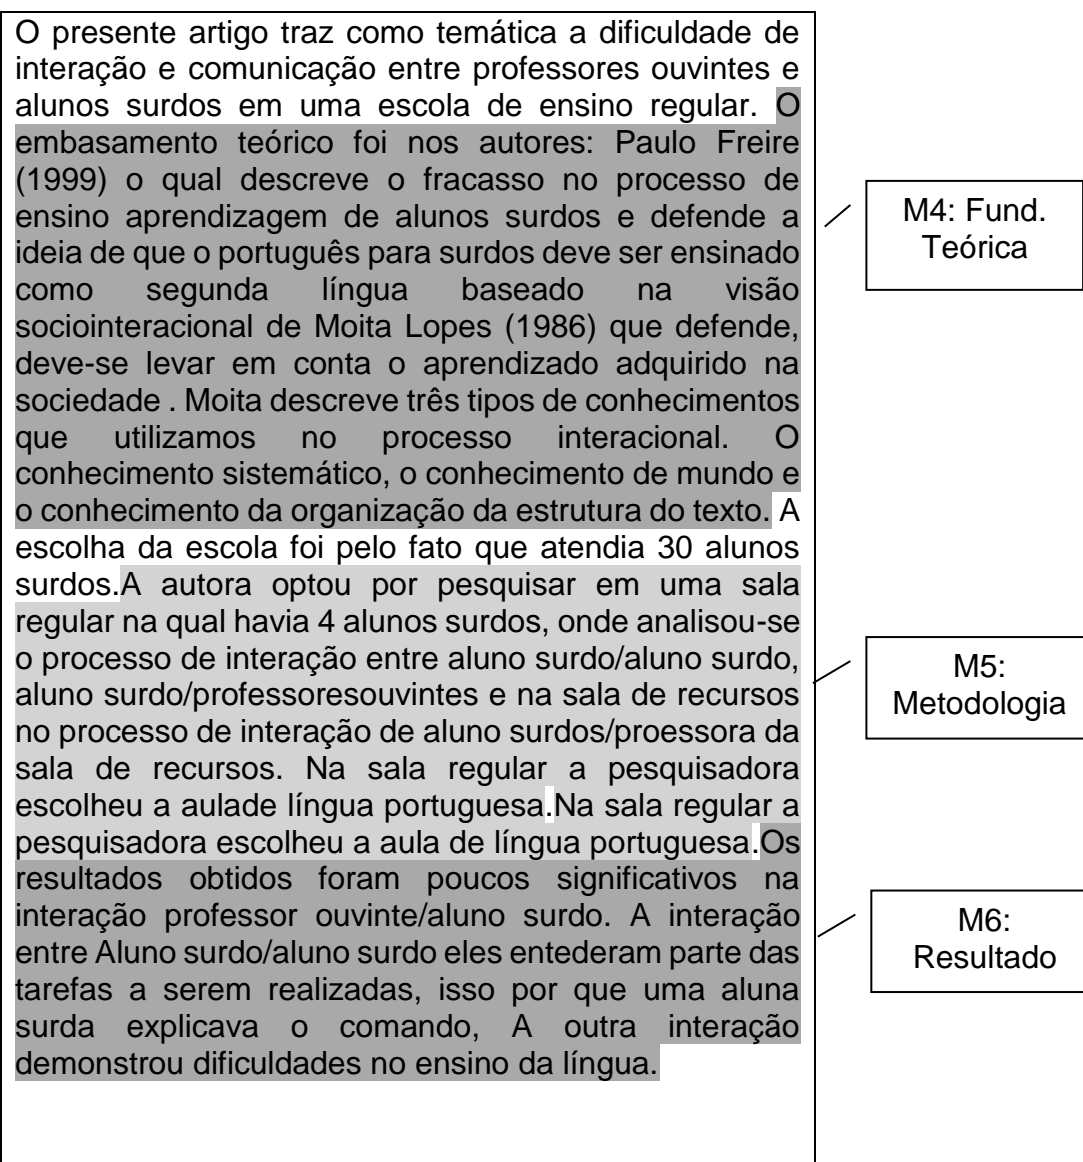 O presente artigo traz como temática a dificuldade de
interação e comunicação entre professores ouvintes e
alunos surdos em uma escola de ensino regular. O
embasamento teórico foi nos autores: Paulo Freire
(1999) o qual descreve o fracasso no processo de
ensino aprendizagem de alunos surdos e defende a
ideia de que o português para surdos deve ser ensinado
como segunda língua baseado na visão
sociointeracional de Moita Lopes (1986) que defende,
deve-se levar em conta o aprendizado adquirido na
sociedade . Moita descreve três tipos de conhecimentos
que utilizamos no processo interacional. O
conhecimento sistemático, o conhecimento de mundo e
o conhecimento da organização da estrutura do texto. A
escolha da escola foi pelo fato que atendia 30 alunos
surdos.A autora optou por pesquisar em uma sala
regular na qual havia 4 alunos surdos, onde analisou-se
o processo de interação entre aluno surdo/aluno surdo,
aluno surdo/professoresouvintes e na sala de recursos
no processo de interação de aluno surdos/proessora da
sala de recursos. Na sala regular a pesquisadora
escolheu a aulade língua portuguesa.Na sala regular a
pesquisadora escolheu a aula de língua portuguesa.Os
resultados obtidos foram poucos significativos na
interação professor ouvinte/aluno surdo. A interação
entre Aluno surdo/aluno surdo eles entederam parte das
tarefas a serem realizadas, isso por que uma aluna
surda explicava o comando, A outra interação
demonstrou dificuldades no ensino da língua.
M4: Fund.
Teórica
M5:
Metodologia
M6:
Resultado